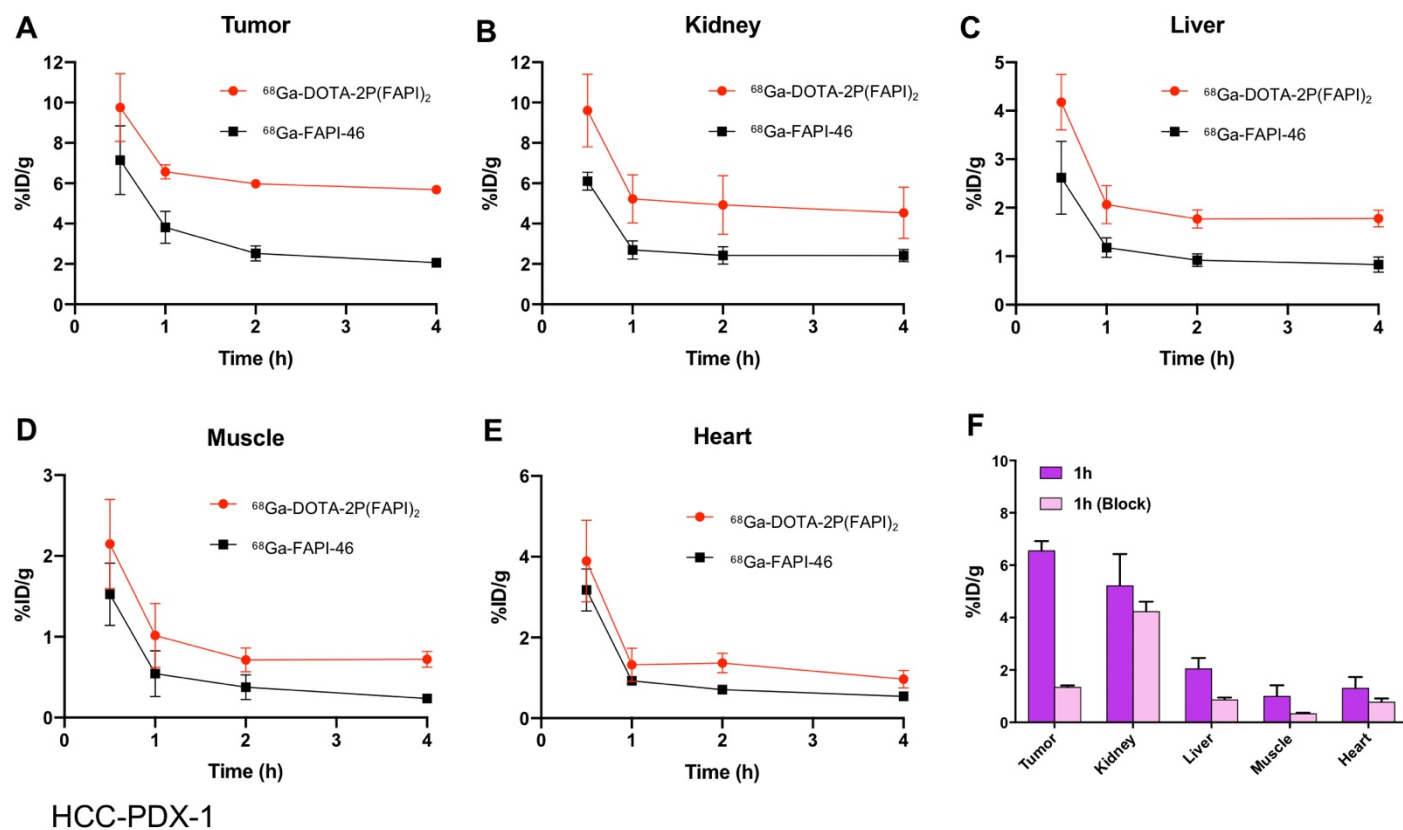 A
Tumor
12
10
8
6
4
2
0
%ID/g
⁶⁸Ga-DOTA-2P(FAPI)₂
⁶⁸Ga-FAPI-46
0 1 2 3 4
Time (h)
B
Kidney
12
10
8
6
4
2
0
%ID/g
⁶⁸Ga-DOTA-2P(FAPI)₂
⁶⁸Ga-FAPI-46
0 1 2 3 4
Time (h)
C
Liver
5
4
3
2
1
0
%ID/g
⁶⁸Ga-DOTA-2P(FAPI)₂
⁶⁸Ga-FAPI-46
0 1 2 3 4
Time (h)
D
Muscle
3
2
1
0
%ID/g
⁶⁸Ga-DOTA-2P(FAPI)₂
⁶⁸Ga-FAPI-46
0 1 2 3 4
Time (h)
E
Heart
6
4
2
0
%ID/g
⁶⁸Ga-DOTA-2P(FAPI)₂
⁶⁸Ga-FAPI-46
0 1 2 3 4
Time (h)
F
10
8
6
4
2
0
%ID/g
1h
1h (Block)
Tumor
Kidney
Liver
Muscle
Heart
HCC-PDX-1